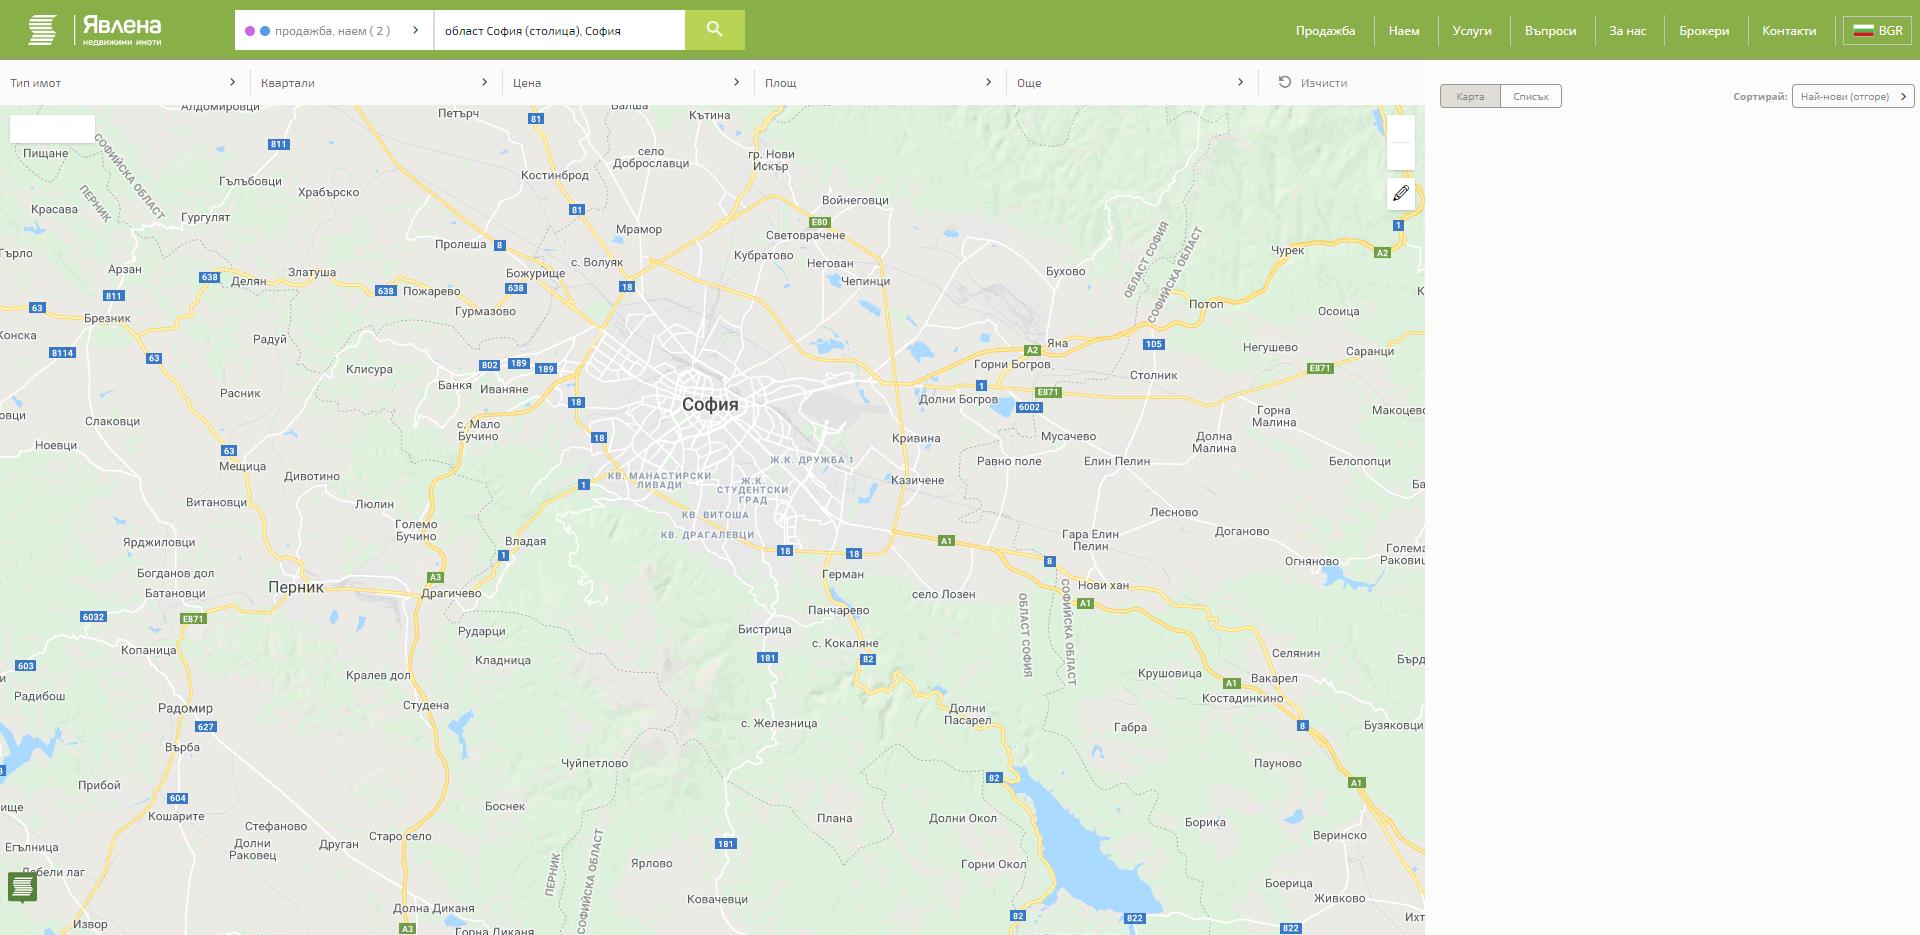 Явлена
недвижими имоти
продажба, наем ( 2 )
област София (столица), София
Продажба
Наем
Услуги
Въпроси
За нас
Брокери
Контакти
BGR
Тип имот
Квартали
Цена
Площ
Още
Изчисти
Карта
Списък
Сортирай:
Най-нови (отгоре)
Алдомировци
Петърч
81
Балша
Кътина
811
Пищане
СОФИЙСКА ОБЛАСТ
ПЕРНИК
село
Доброславци
гр. Нови
Искър
Гълъбовци
Храбърско
Костинброд
Красава
Гургулят
81
Войнеговци
E80
1
Мрамор
Световрачене
Пролеша
8
ОБЛАСТ СОФИЯ
СОФИЙСКА ОБЛАСТ
Чурек
A2
Гърло
Арзан
638
Делян
Златуша
Божурище
638
с. Волуяк
Кубратово
Негован
Чепинци
Бухово
811
638
Пожарево
18
63
Брезник
Гурмазово
Потоп
Осоица
Конска
8114
63
Радуй
Клисура
802
189
189
A2
Яна
105
Негушево
Саранци
Горни Богров
E871
Расник
Банка
Иваняне
18
София
1
E871
Столник
Долни Богров
6002
Горна
Малина
Макоцево
Слаковци
с. Мало
Бучино
18
Ноевци
63
Мещица
Кривина
Мусачево
Долна
Малина
Ж.К. ДРУЖБА 1
Равно поле
Елин Пелин
Белопопци
Дивотино
1
КВ. МАНАСТИРСКИ
ЛИВАДИ
Ж.К.
СТУДЕНТСКИ
ГРАД
Казичене
Витановци
Люлин
КВ. ВИТОША
Лесново
Големо
Бучино
КВ. ДРАГАЛЕВЦИ
Доганово
Ярджиловци
Владая
1
18
18
A1
Гара Елин
Пелин
8
Огняново
Богданов дол
Перник
A3
Герман
Батановци
Драгичево
село Лозен
Нови хан
A1
6032
E871
Панчарево
ОБЛАСТ СОФИЯ
СОФИЙСКА ОБЛАСТ
Рударци
Бистрица
Копаница
с. Кокаляне
181
82
Селянин
603
Кладница
Кралев дол
Крушовица
A1
Вакарел
Радибош
Костадинкино
Радомир
Студена
Долни
Пасарел
627
с. Железница
Габра
8
Бузяковци
Върба
Чуйпетлово
82
Пауново
A1
Прибой
604
Боснек
Кошарите
Плана
Долни Окол
Борика
Стефаново
Веринско
Егълница
Долни
Раковец
Друган
Старо село
181
Ярлово
Горни Окол
Дебели лаг
ПЕРНИК
СОФИЙСКА ОБЛАСТ
Боерица
Ковачевци
Живково
Долна Диканя
82
822
822
Извор
A3
Горна Диканя